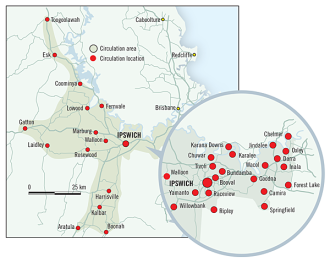 Toogoolawah
Caboolture
Esk
Redcliffe
Circulation area
Circulation location
Coominya
Lowood
Fernvale
Brisbane
Gatton
Marburg
Walloon
IPSWICH
Laidley
Rosewood
0
25 km
Harrisville
Kalbar
Aratula
Boonah
Chelmer
Karana Downs
Jindalee
Oxley
Chuwar
Karalee
Darra
Tivoli
Wacol
Inala
Walloon
Bundamba
Goodna
IPSWICH
Booval
Forest Lake
Yamanto
Raceview
Camira
Willowbank
Ripley
Springfield